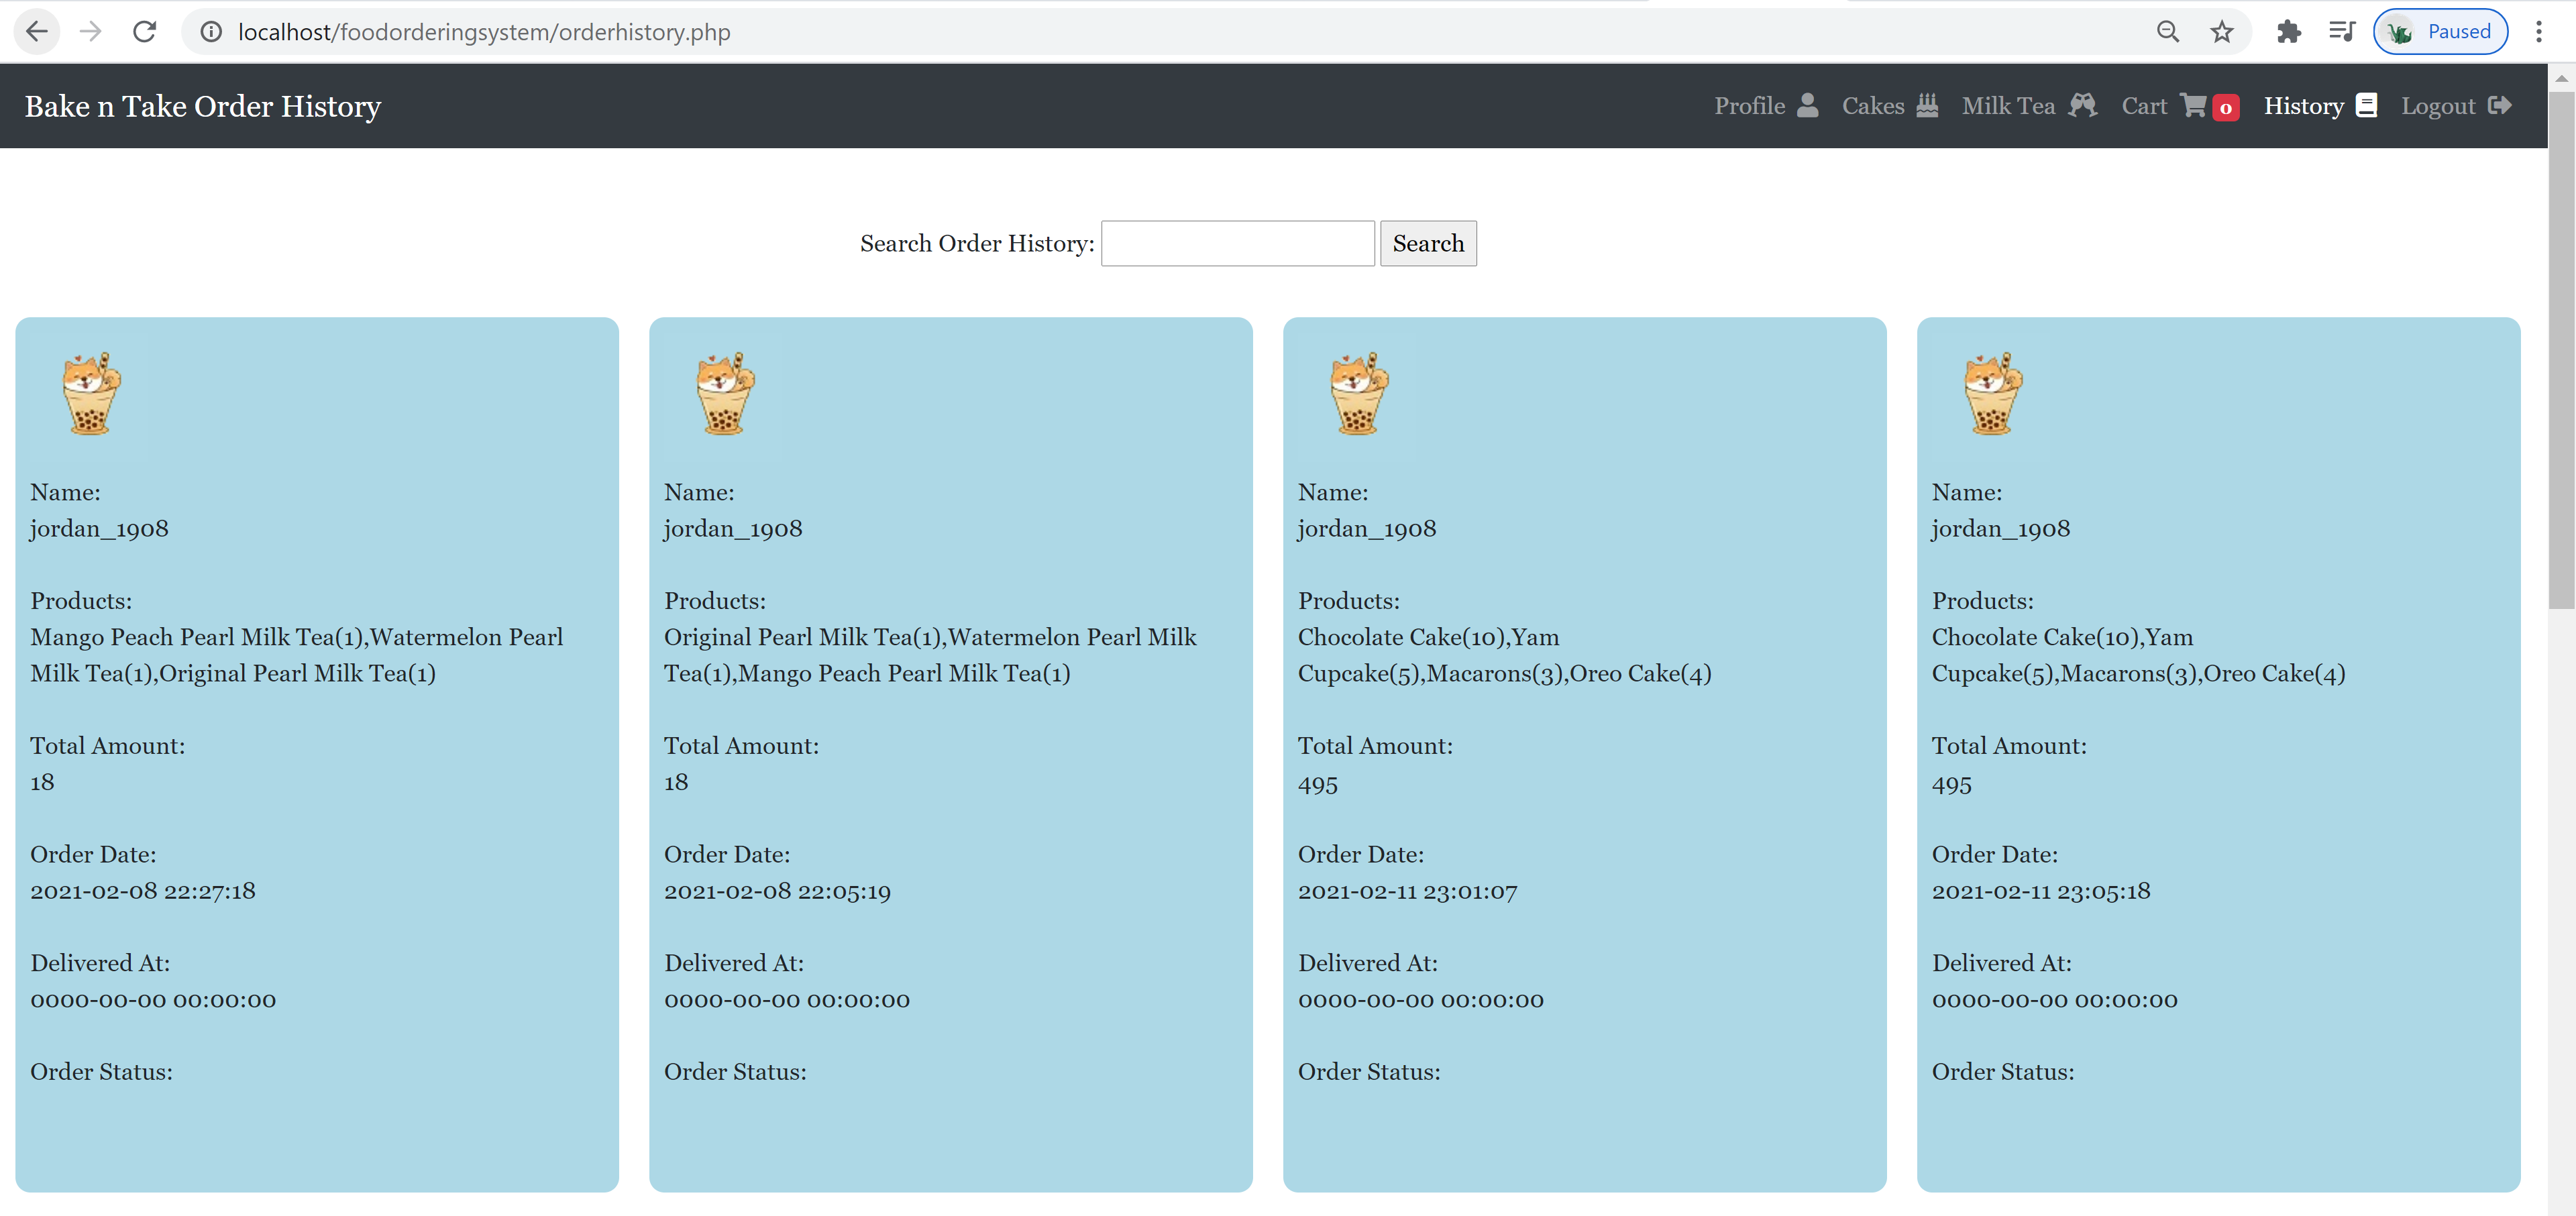 localhost/foodorderingsystem/orderhistory.php
Paused
Bake n Take Order History
Profile
Cakes
Milk Tea
Cart
0
History
Logout
Search Order History:
Search
Name:
jordan_1908
Products:
Mango Peach Pearl Milk Tea(1),Watermelon Pearl
Milk Tea(1),Original Pearl Milk Tea(1)
Total Amount:
18
Order Date:
2021-02-08 22:27:18
Delivered At:
0000-00-00 00:00:00
Order Status:
Name:
jordan_1908
Products:
Original Pearl Milk Tea(1),Watermelon Pearl Milk
Tea(1),Mango Peach Pearl Milk Tea(1)
Total Amount:
18
Order Date:
2021-02-08 22:05:19
Delivered At:
0000-00-00 00:00:00
Order Status:
Name:
jordan_1908
Products:
Chocolate Cake(10),Yam
Cupcake(5),Macarons(3),Oreo Cake(4)
Total Amount:
495
Order Date:
2021-02-11 23:01:07
Delivered At:
0000-00-00 00:00:00
Order Status:
Name:
jordan_1908
Products:
Chocolate Cake(10),Yam
Cupcake(5),Macarons(3),Oreo Cake(4)
Total Amount:
495
Order Date:
2021-02-11 23:05:18
Delivered At:
0000-00-00 00:00:00
Order Status: